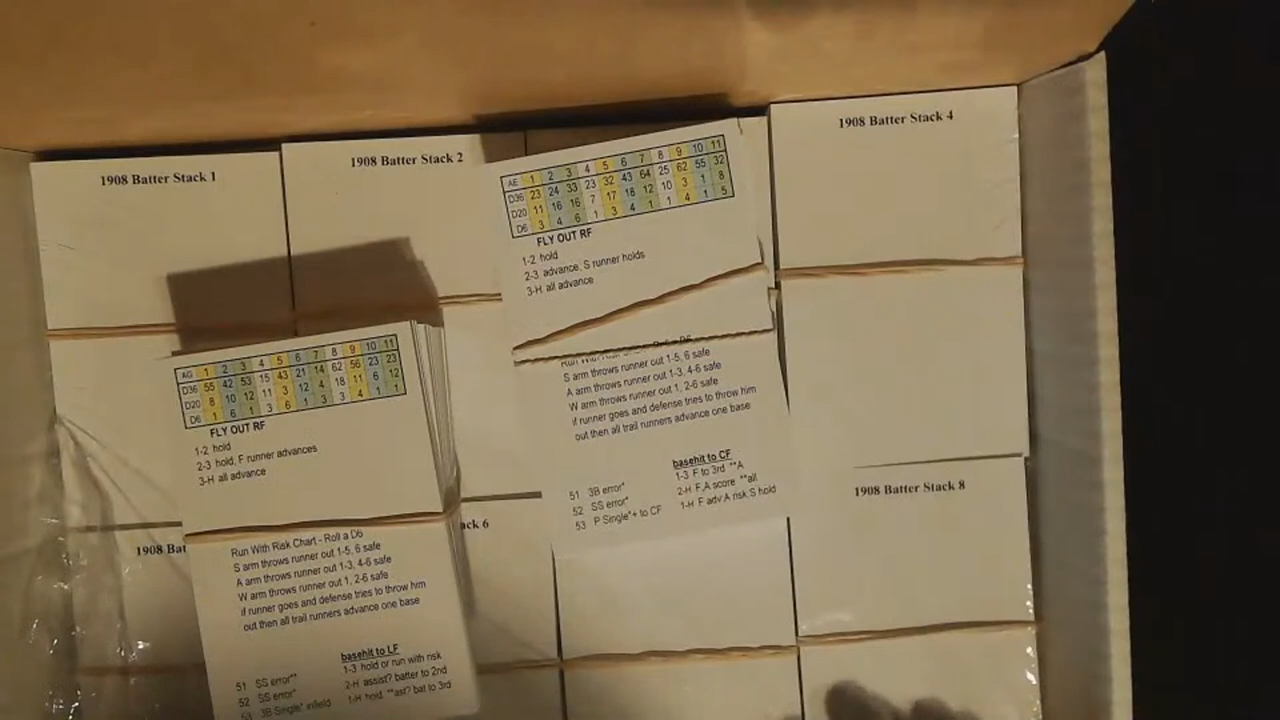 1908 Batter Stack 1
1908 Batter Stack 2
1908 Batter Stack 4
AE 1 2 3 4 5 6 7 8 9 10 11
D36 23 24 33 23 32 43 64 25 62 55 32
D20 11 16 16 7 17 18 12 10 3 1 8
D6 3 4 6 1 3 4 1 1 4 1 5
FLY OUT RF
1-2 hold
2-3 advance, S runner holds
3-H all advance
S arm throws runner out 1-5, 6 safe
A arm throws runner out 1-3, 4-6 safe
W arm throws runner out 1, 2-6 safe
if runner goes and defense tries to throw him
out then all trail runners advance one base
basehit to CF
51 3B error* 1-3 F to 3rd **A
52 SS error* 2-H F,A score **all
53 P Single*+ to CF 1-H F adv A risk S hold
AG 1 2 3 4 5 6 7 8 9 10 11
D36 55 42 53 15 43 21 14 62 56 23 23
D20 8 10 12 11 3 12 4 18 11 6 12
D6 1 6 1 3 6 1 3 3 4 1 1
FLY OUT RF
1-2 hold
2-3 hold, F runner advances
3-H all advance
1908 Bat
ack 6
1908 Batter Stack 8
Run With Risk Chart - Roll a D6
S arm throws runner out 1-5, 6 safe
A arm throws runner out 1-3, 4-6 safe
W arm throws runner out 1, 2-6 safe
if runner goes and defense tries to throw him
out then all trail runners advance one base
basehit to LF
51 SS error** 1-3 hold or run with risk
52 SS error* 2-H assist? batter to 2nd
53 3B Single* infield 1-H hold **ast? bat to 3rd